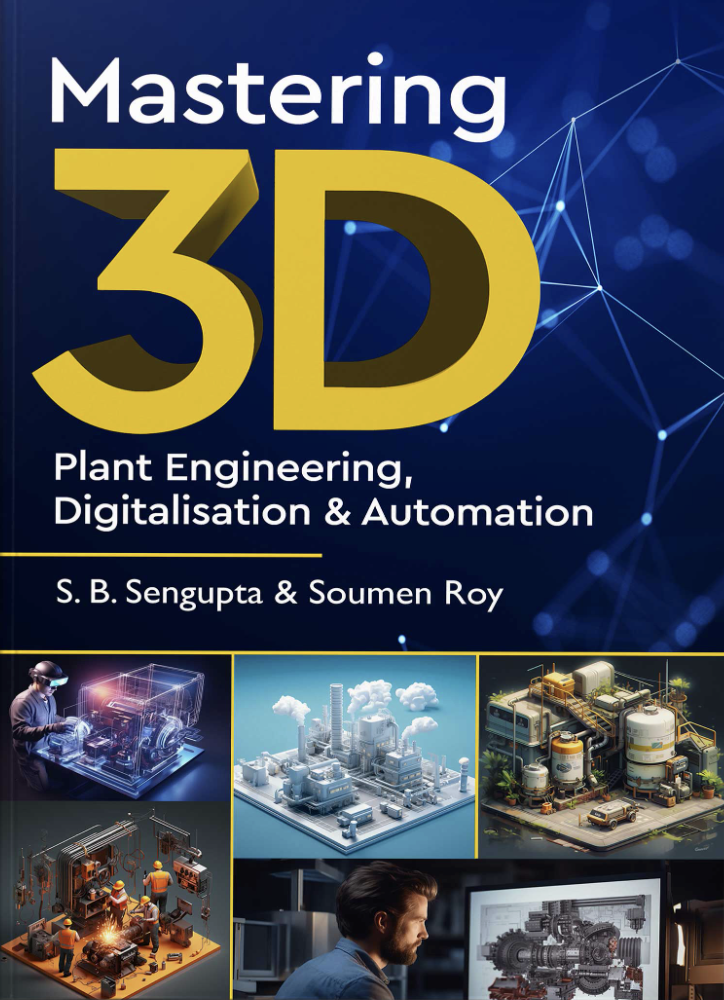 Mastering
3D
Plant Engineering,
Digitalisation & Automation
S. B. Sengupta & Soumen Roy